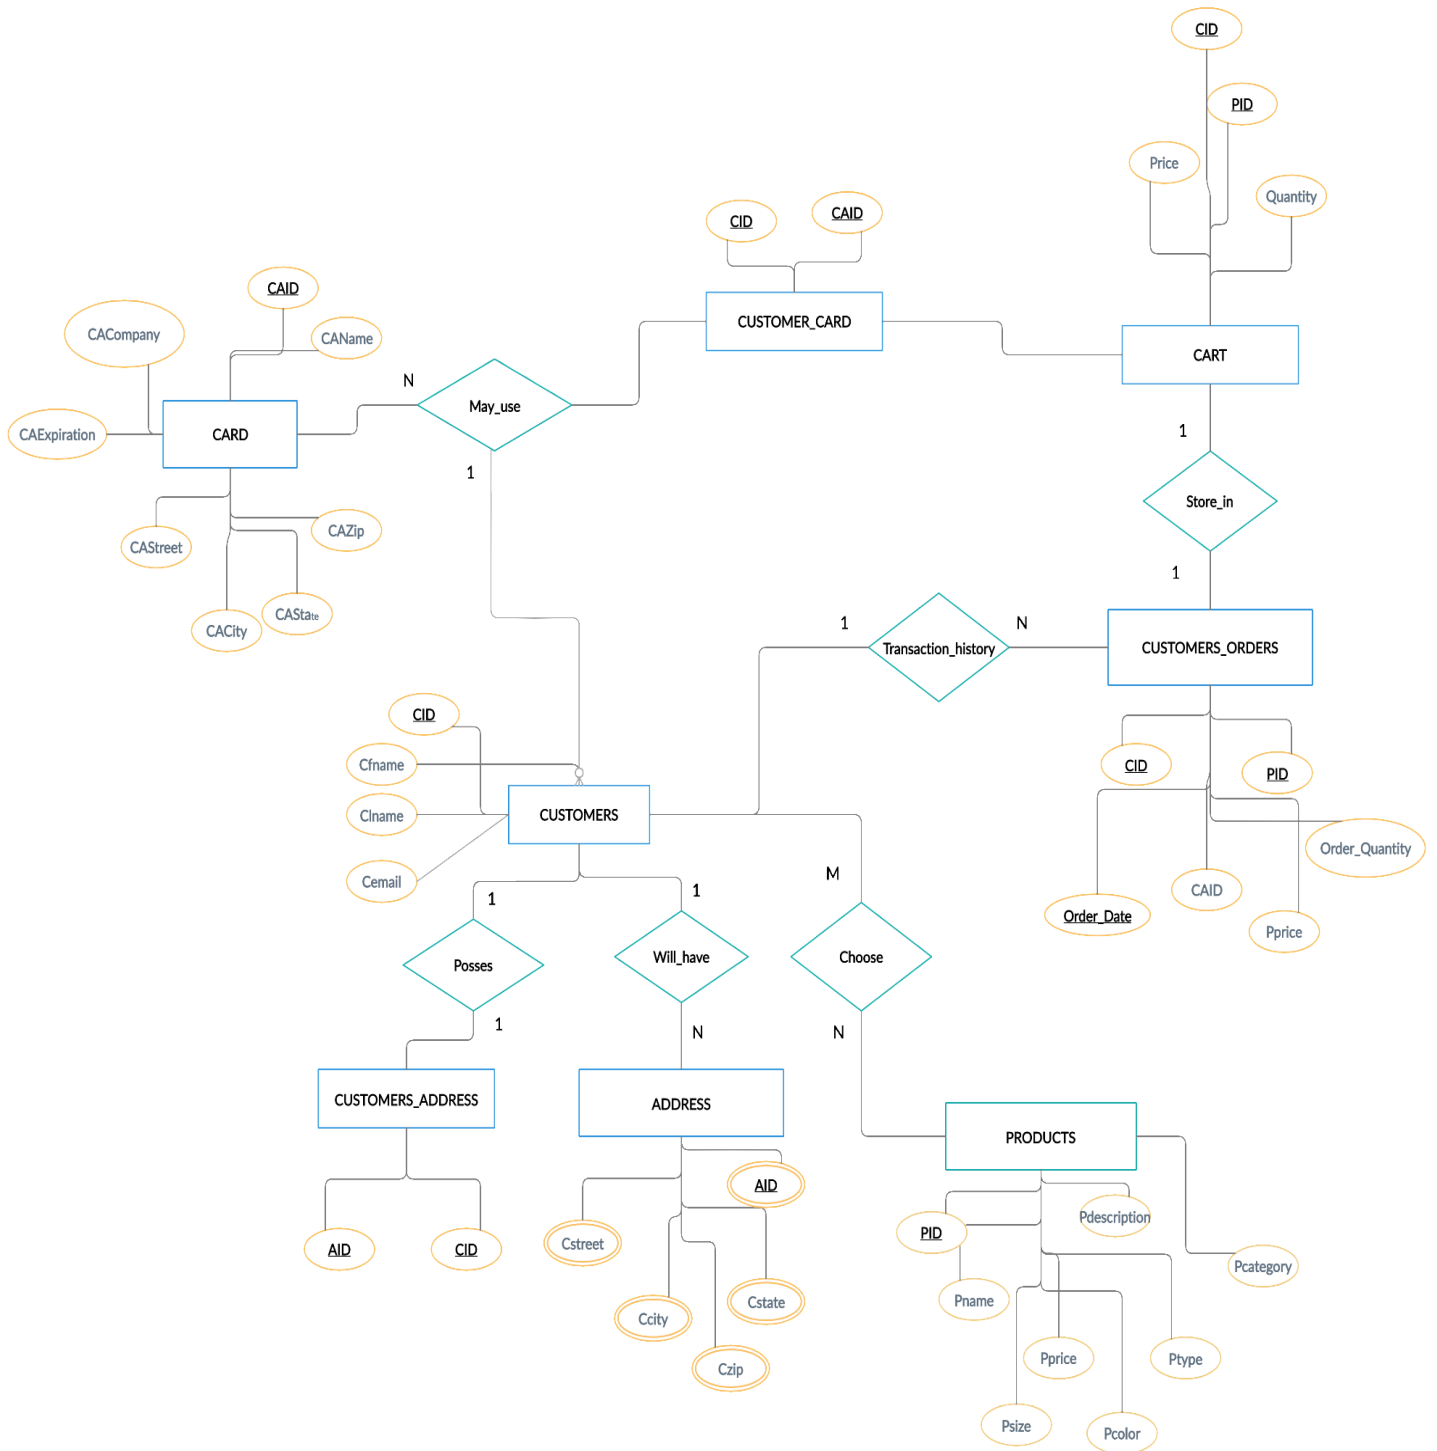 CID
PID
Price
Quantity
CID
CAID
CUSTOMER_CARD
CART
CAID
CACompany
CAName
N
May_use
CAExpiration
CARD
1
1
Store_in
CAStreet
CAZip
CAState
CACity
1
1
Transaction_history
N
CUSTOMERS_ORDERS
CID
Cfname
Clname
Cemail
CUSTOMERS
CID
PID
Order_Quantity
CAID
Order_Date
Pprice
1
1
M
Posses
Will_have
Choose
1
N
N
CUSTOMERS_ADDRESS
ADDRESS
PRODUCTS
AID
CID
AID
Cstreet
Ccity
Cstate
Czip
PID
Pdescription
Pcategory
Pname
Pprice
Ptype
Psize
Pcolor